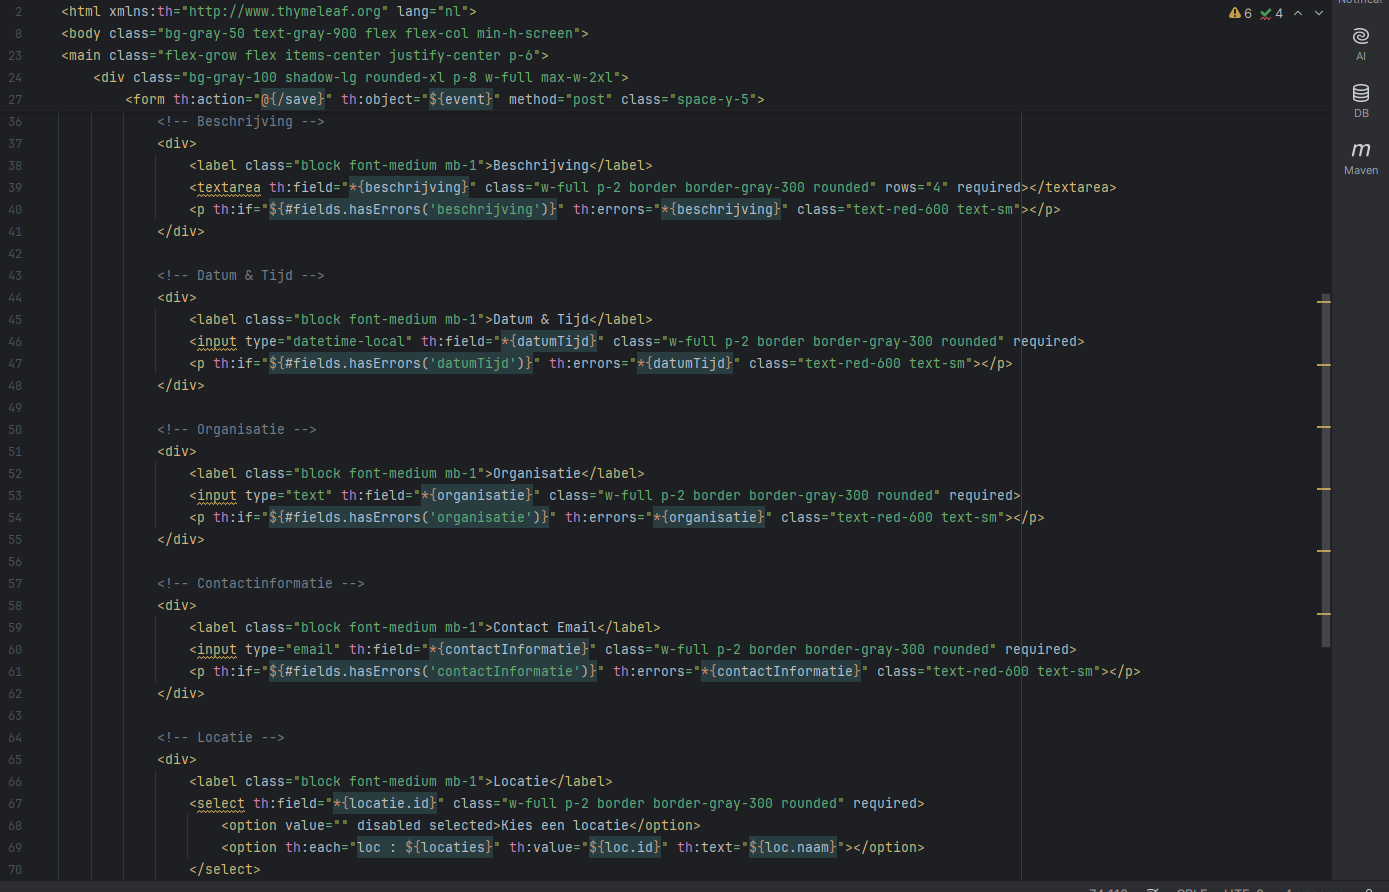 Notificat
2 <html xmlns:th="http://www.thymeleaf.org" lang="nl">
6 4
8 <body class="bg-gray-50 text-gray-900 flex flex-col min-h-screen">
23 <main class="flex-grow flex items-center justify-center p-6">
AI
24 <div class="bg-gray-100 shadow-lg rounded-xl p-8 w-full max-w-2xl">
27 <form th:action="@{/save}" th:object="${event}" method="post" class="space-y-5">
DB
36 <!-- Beschrijving -->
37 <div>
m
38 <label class="block font-medium mb-1">Beschrijving</label>
Maven
39 <textarea th:field="*{beschrijving}" class="w-full p-2 border border-gray-300 rounded" rows="4" required></textarea>
40 <p th:if="${#fields.hasErrors('beschrijving')}" th:errors="*{beschrijving}" class="text-red-600 text-sm"></p>
41 </div>
42
43 <!-- Datum & Tijd -->
44 <div>
45 <label class="block font-medium mb-1">Datum & Tijd</label>
46 <input type="datetime-local" th:field="*{datumTijd}" class="w-full p-2 border border-gray-300 rounded" required>
47 <p th:if="${#fields.hasErrors('datumTijd')}" th:errors="*{datumTijd}" class="text-red-600 text-sm"></p>
48 </div>
49
50 <!-- Organisatie -->
51 <div>
52 <label class="block font-medium mb-1">Organisatie</label>
53 <input type="text" th:field="*{organisatie}" class="w-full p-2 border border-gray-300 rounded" required>
54 <p th:if="${#fields.hasErrors('organisatie')}" th:errors="*{organisatie}" class="text-red-600 text-sm"></p>
55 </div>
56
57 <!-- Contactinformatie -->
58 <div>
59 <label class="block font-medium mb-1">Contact Email</label>
60 <input type="email" th:field="*{contactInformatie}" class="w-full p-2 border border-gray-300 rounded" required>
61 <p th:if="${#fields.hasErrors('contactInformatie')}" th:errors="*{contactInformatie}" class="text-red-600 text-sm"></p>
62 </div>
63
64 <!-- Locatie -->
65 <div>
66 <label class="block font-medium mb-1">Locatie</label>
67 <select th:field="*{locatie.id}" class="w-full p-2 border border-gray-300 rounded" required>
68 <option value="" disabled selected>Kies een locatie</option>
69 <option th:each="loc : ${locaties}" th:value="${loc.id}" th:text="${loc.naam}"></option>
70 </select>